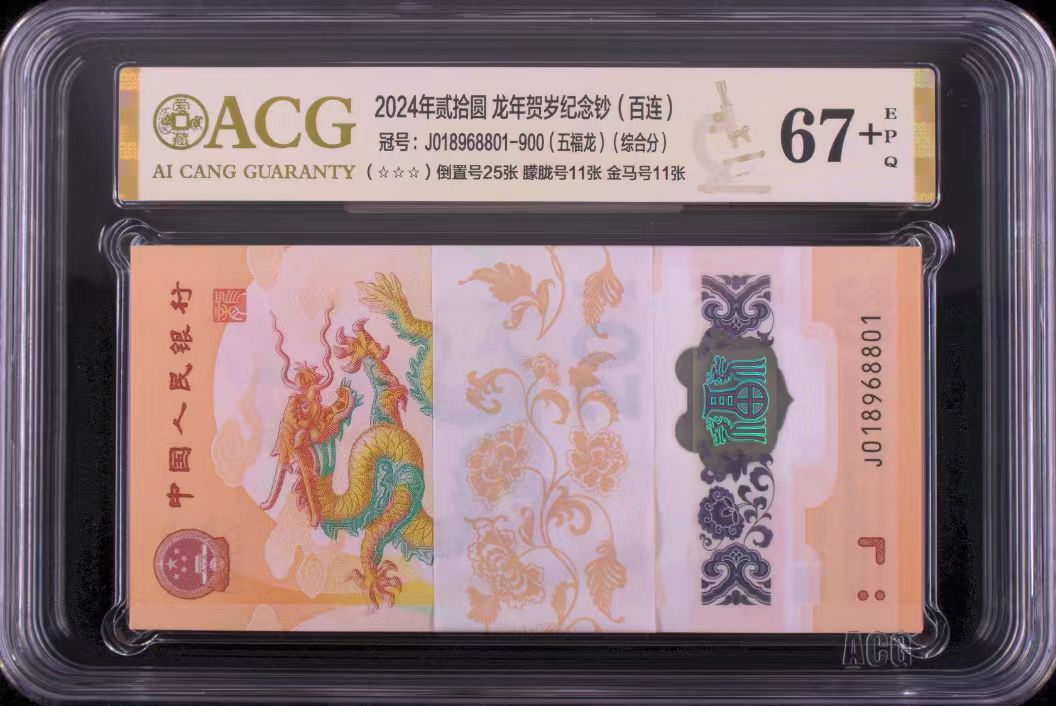 ACG
AI CANG GUARANTY
2024年贰拾圆 龙年贺岁纪念钞（百连）
冠号：J018968801-900（五福龙）（综合分）
（☆☆☆）倒置号25张 朦胧号11张 金马号11张
67+
EPQ
中国人民银行
J018968801
ACG